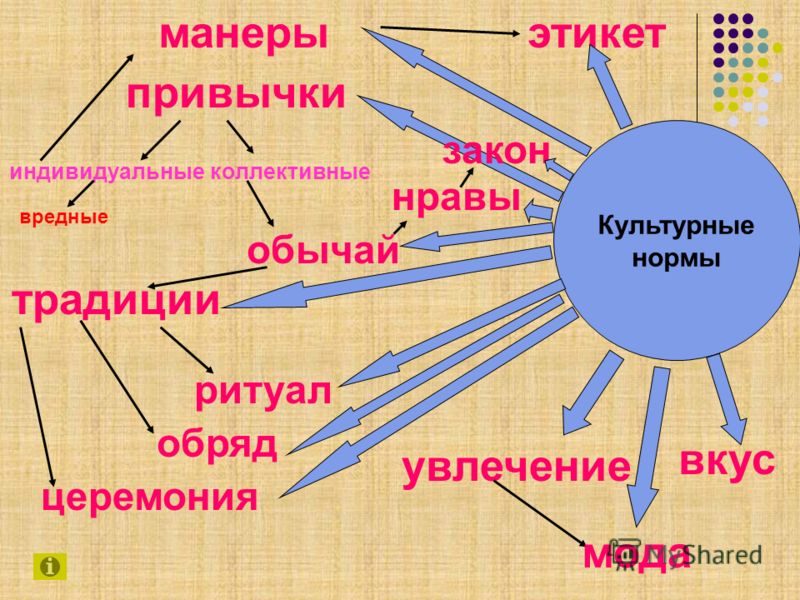 манеры
этикет
привычки
закон
индивидуальные коллективные
нравы
вредные
Культурные
нормы
обычай
традиции
ритуал
обряд
увлечение
вкус
церемония
мода
MyShared